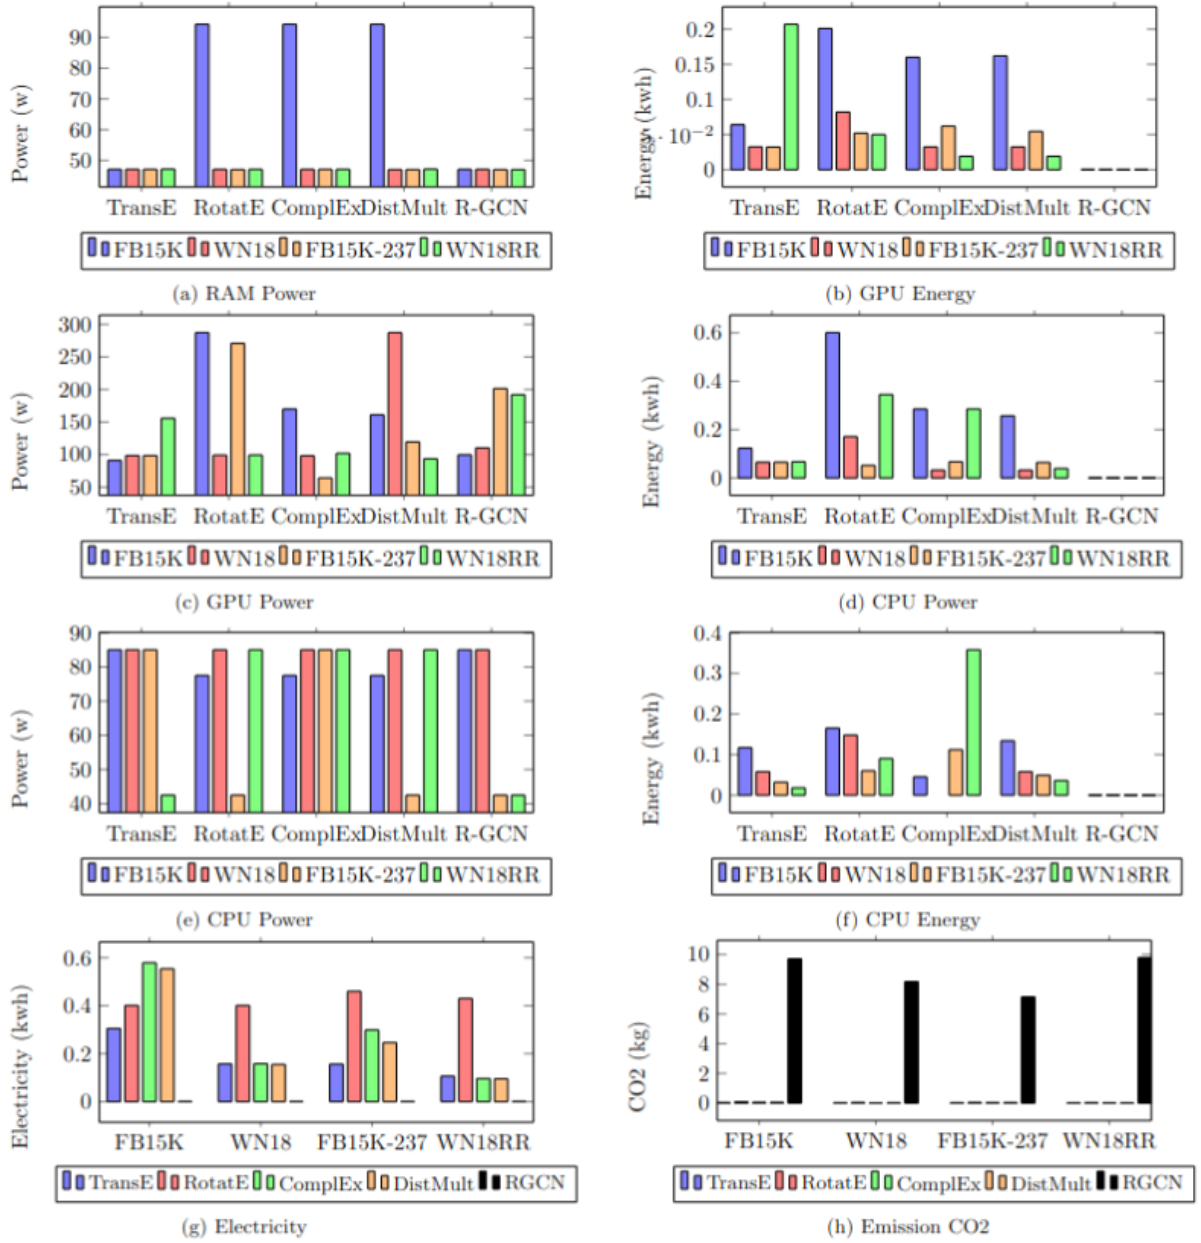 Power (w)
90
80
90
70
60
50
TransE RotatE ComplEx DistMult R-GCN
FB15K WN18 FB15K-237 WN18RR
(a) RAM Power
Energy (kwh)
0.2
0.15
0.1
5 · 10−2
0
TransE RotatE ComplEx DistMult R-GCN
FB15K WN18 FB15K-237 WN18RR
(b) GPU Energy
Power (w)
300
250
200
150
100
50
TransE RotatE ComplEx DistMult R-GCN
FB15K WN18 FB15K-237 WN18RR
(c) GPU Power
Energy (kwh)
0.6
0.4
0.2
0
TransE RotatE ComplEx DistMult R-GCN
FB15K WN18 FB15K-237 WN18RR
(d) CPU Power
Power (w)
90
80
70
60
50
40
TransE RotatE ComplEx DistMult R-GCN
FB15K WN18 FB15K-237 WN18RR
(e) CPU Power
Energy (kwh)
0.4
0.3
0.2
0.1
0
TransE RotatE ComplEx DistMult R-GCN
FB15K WN18 FB15K-237 WN18RR
(f) CPU Energy
Electricity (kwh)
0.6
0.4
0.2
0
FB15K WN18 FB15K-237 WN18RR
TransE RotatE ComplEx DistMult RGCN
(g) Electricity
CO2 (kg)
10
8
6
4
2
0
FB15K WN18 FB15K-237 WN18RR
TransE RotatE ComplEx DistMult RGCN
(h) Emission CO2